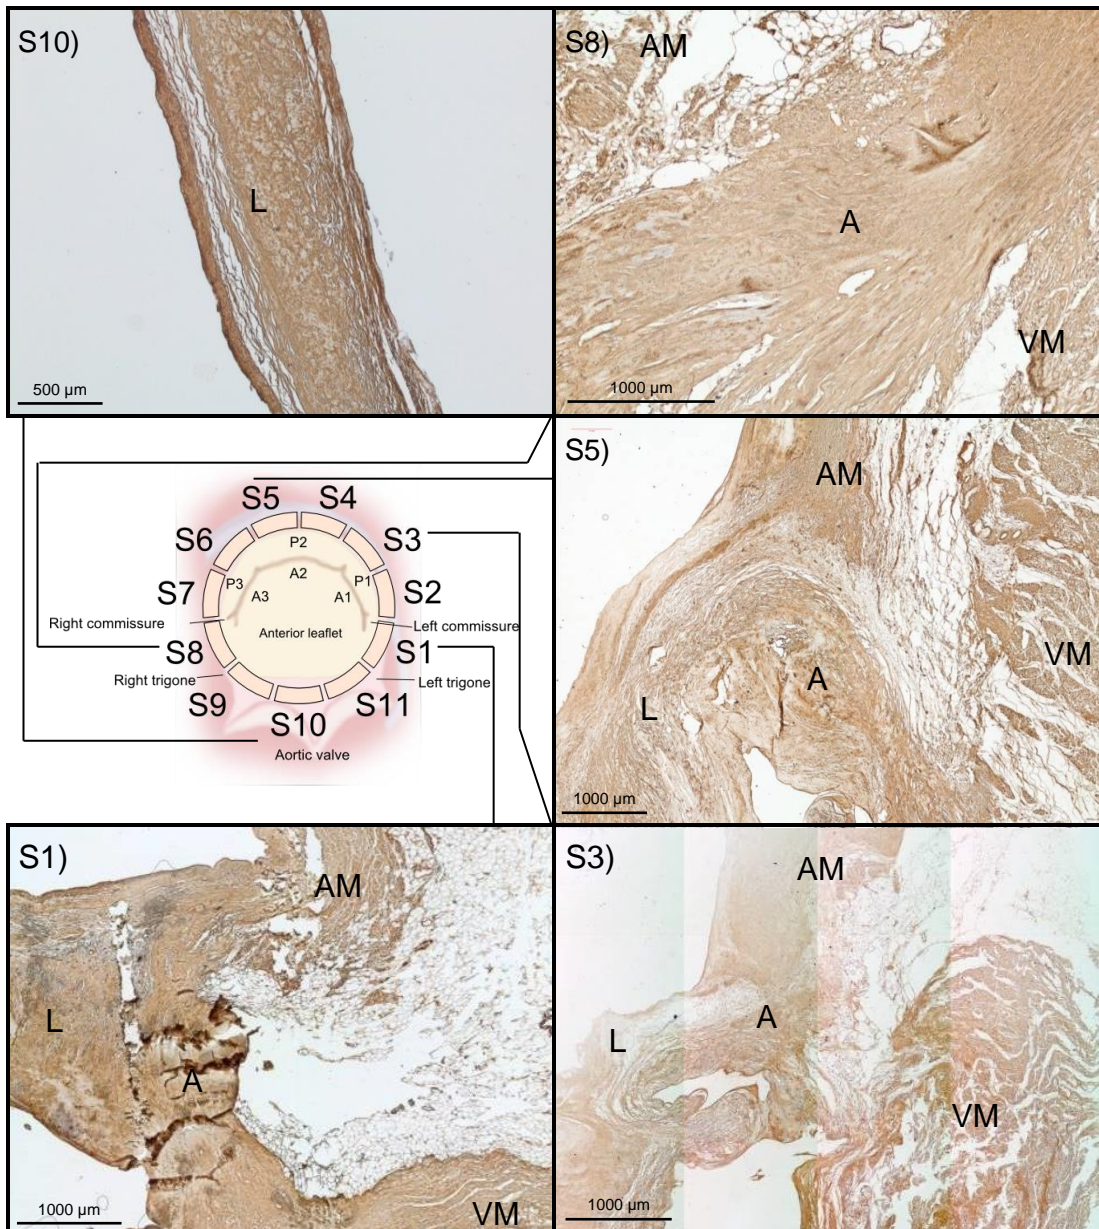 S10)
L
500 µm
S8)
AM
A
VM
1000 µm
S5)
AM
VM
A
L
1000 µm
S5
S4
S6
S3
P2
A2
S7
P3
P1
S2
A3
A1
Right commissure
Left commissure
Anterior leaflet
S8
S1
Right trigone
Left trigone
S9
S11
S10
Aortic valve
S1)
AM
L
A
1000 µm
VM
S3)
AM
A
L
VM
1000 µm